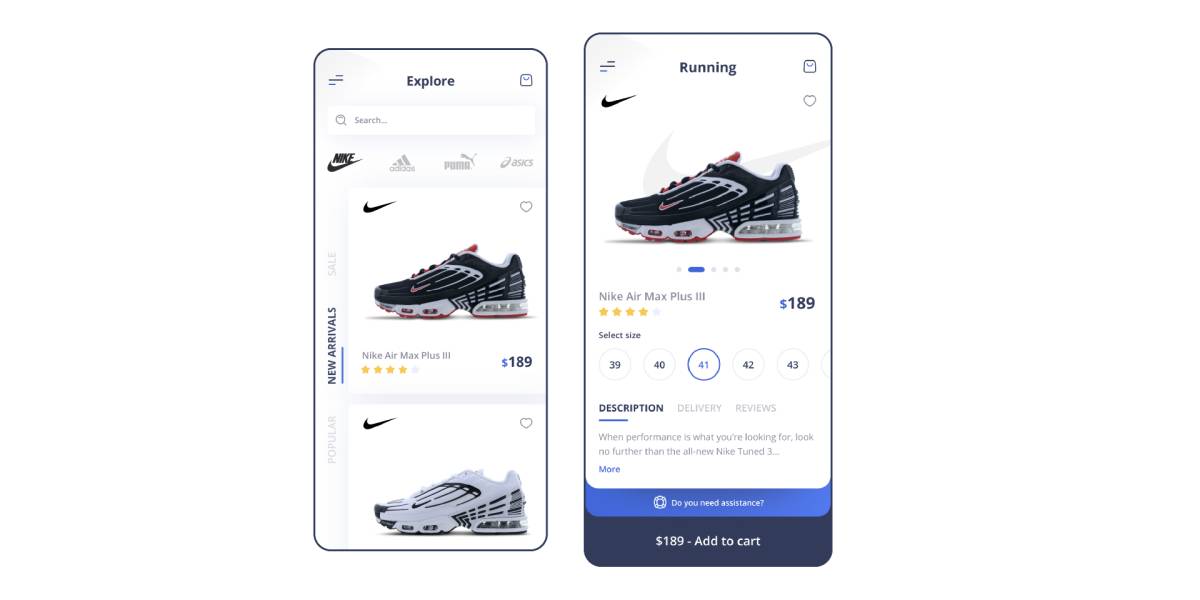 Explore
Search...
NIKE
adidas
PUMA
asics
SALE
NEW ARRIVALS
POPULAR
Nike Air Max Plus III
$189
Running
Nike Air Max Plus III
$189
Select size
39 40 41 42 43
DESCRIPTION DELIVERY REVIEWS
When performance is what you're looking for, look
no further than the all-new Nike Tuned 3...
More
Do you need assistance?
$189 - Add to cart